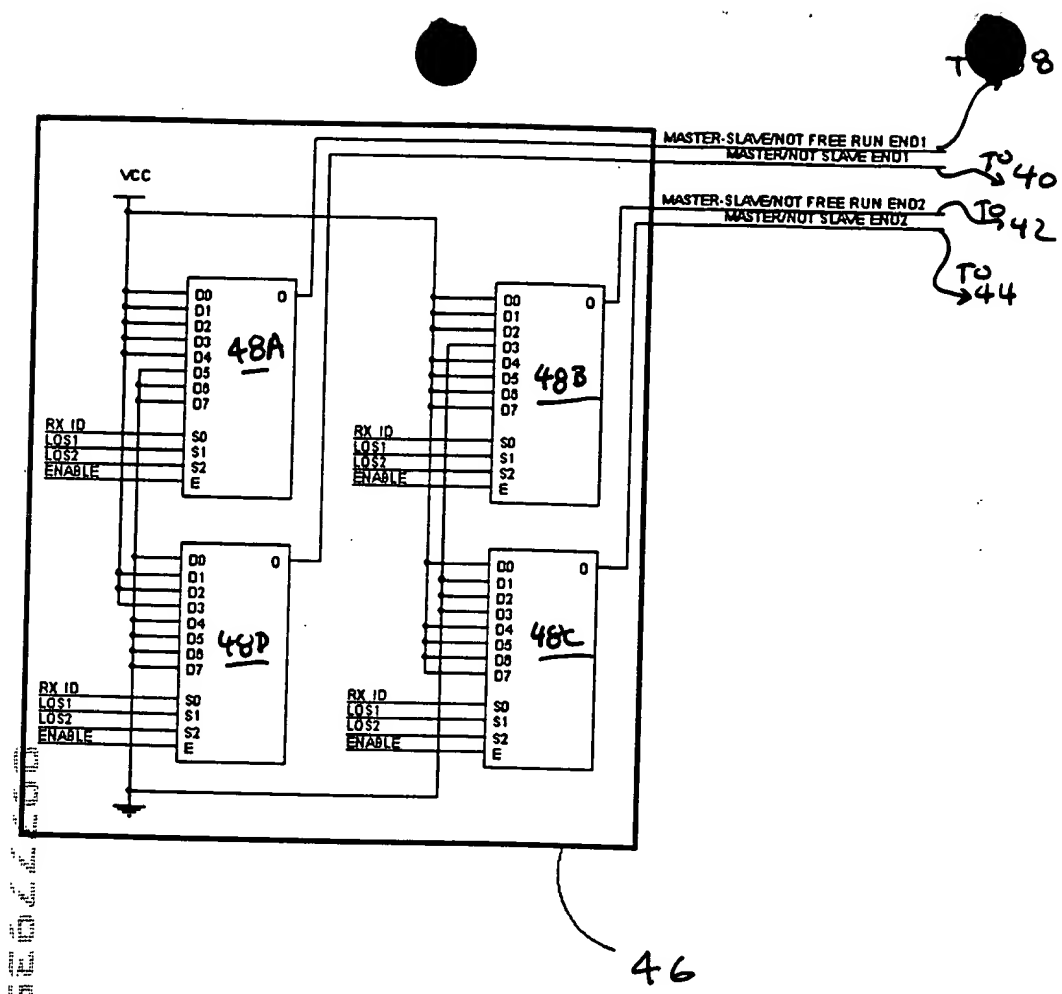 8
MASTER-SLAVE/NOT FREE RUN END1
MASTER/NOT SLAVE END1
TO 40
VCC
MASTER-SLAVE/NOT FREE RUN END2
MASTER/NOT SLAVE END2
TO 42
TO 44
D0 O
D1
D2
D3
D4
D5
D6
D7
48A
RX ID S0
LOS1 S1
LOS2 S2
ENABLE E
D0 O
D1
D2
D3
D4
D5
D6
D7
48B
RX ID S0
LOS1 S1
LOS2 S2
ENABLE E
D0 O
D1
D2
D3
D4
D5
D6
D7
48D
RX ID S0
LOS1 S1
LOS2 S2
ENABLE E
D0 O
D1
D2
D3
D4
D5
D6
D7
48C
RX ID S0
LOS1 S1
LOS2 S2
ENABLE E
46